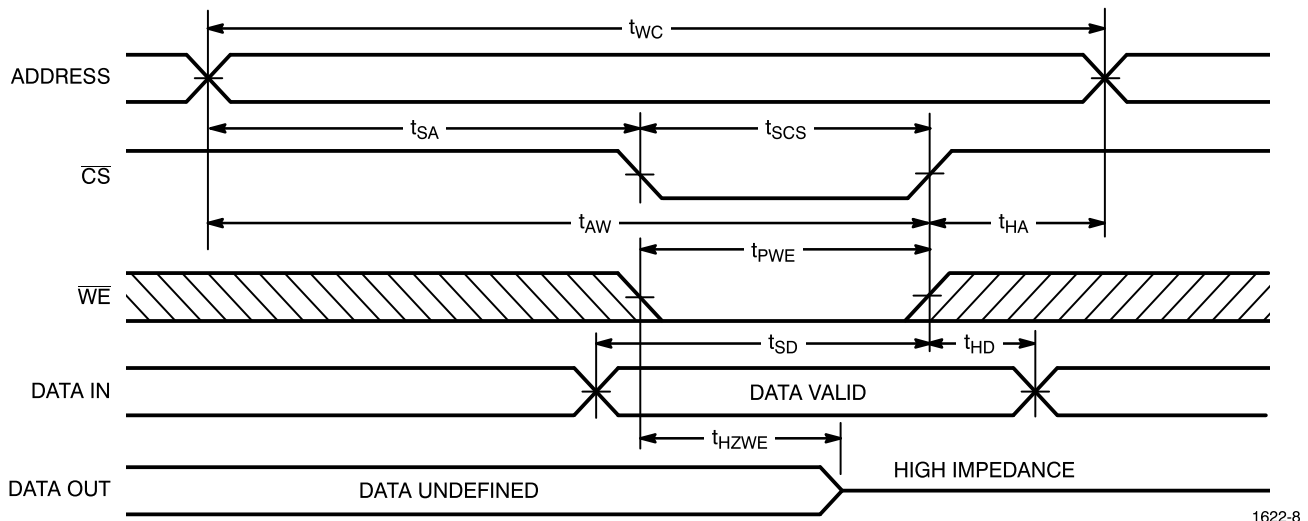 tWC
ADDRESS
tSA
tSCS
CS
tAW
tHA
tPWE
WE
tSD
tHD
DATA IN
DATA VALID
tHZWE
DATA OUT
DATA UNDEFINED
HIGH IMPEDANCE
1622-8